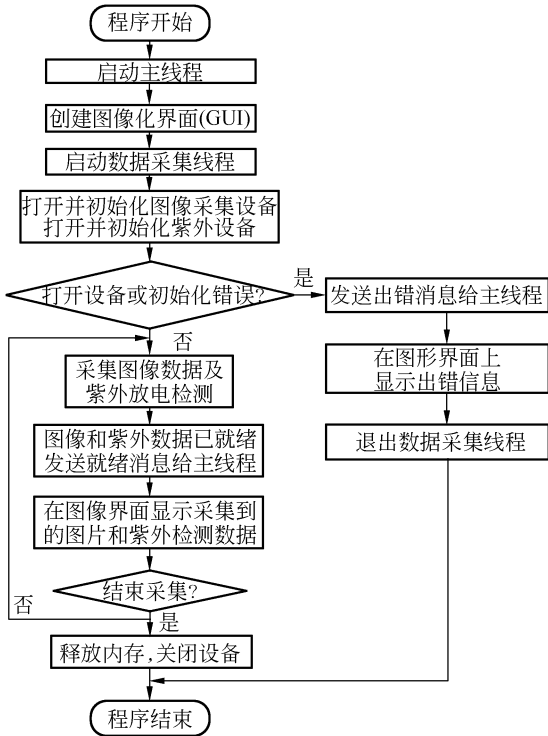 程序开始
启动主线程
创建图像化界面(GUI)
启动数据采集线程
打开并初始化图像采集设备
打开并初始化紫外设备
打开设备或初始化错误?
是
发送出错消息给主线程
否
在图形界面上
显示出错信息
采集图像数据及
紫外放电检测
退出数据采集线程
图像和紫外数据已就绪
发送就绪消息给主线程
在图像界面显示采集到
的图片和紫外检测数据
结束采集?
否
是
释放内存,关闭设备
程序结束